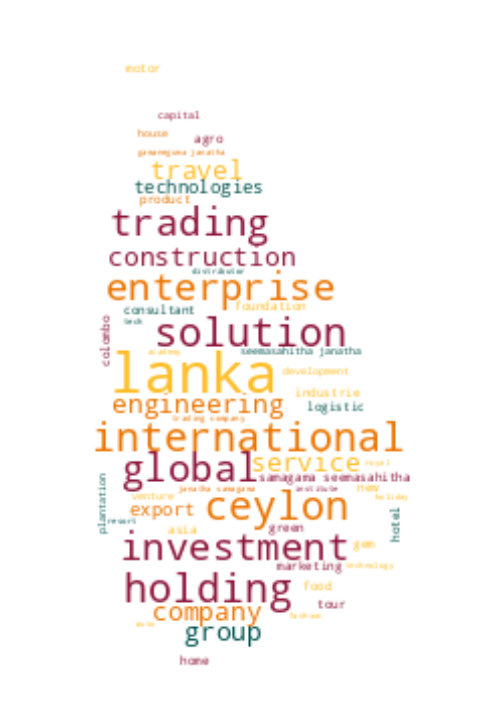 motor
capital
house
agro
gamameguma janatha
travel
technologies
product
trading
construction
distributor
enterprise
consultant
foundation
tech
colombo
solution
academy
seemasahitha janatha
lanka
development
industrie
engineering
logistic
trading company
international
global
service
royal
samagama seemasahitha
plantation
janatha samagama
institute
new
venture
holiday
export
ceylon
resort
asia
green
hotel
investment
gem
marketing
technology
holding
food
tour
company
fashion
auto
group
home